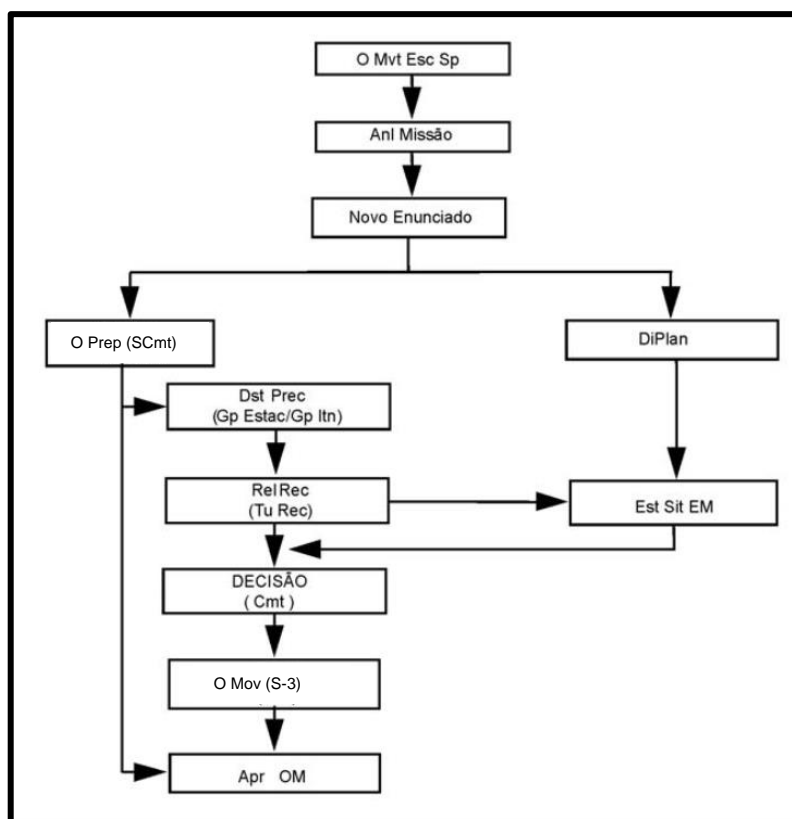 O Mvt Esc Sp
Anl Missão
Novo Enunciado
O Prep (SCmt)
DiPlan
Dst Prec
(Gp Estac/Gp Itn)
Rel Rec
(Tu Rec)
Est Sit EM
DECISÃO
( Cmt )
O Mov (S-3)
Apr OM